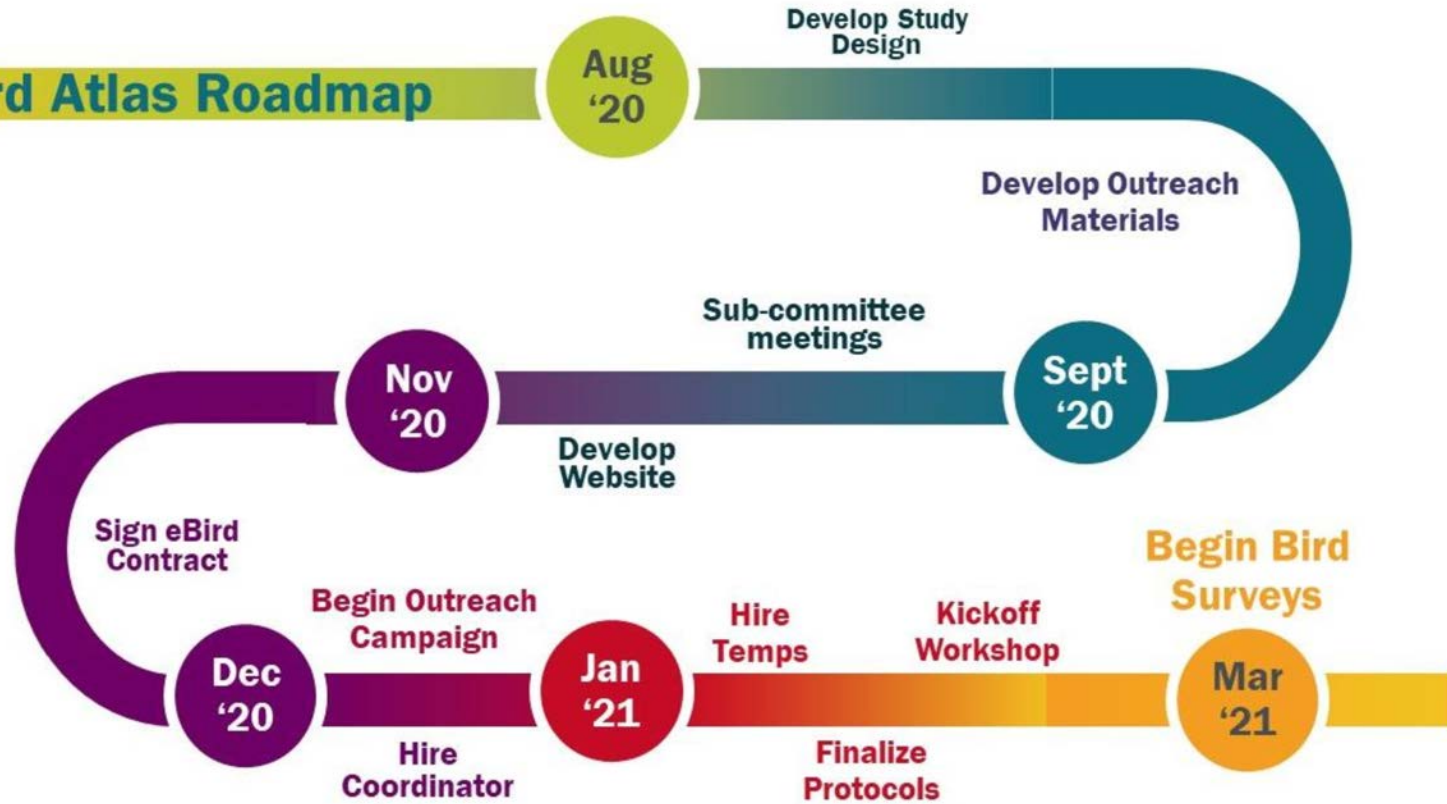 rd Atlas Roadmap
Aug
‘20
Develop Study
Design
Develop Outreach
Materials
Sept
‘20
Sub-committee
meetings
Develop
Website
Nov
‘20
Sign eBird
Contract
Dec
‘20
Begin Outreach
Campaign
Hire
Coordinator
Jan
‘21
Hire
Temps
Finalize
Protocols
Kickoff
Workshop
Begin Bird
Surveys
Mar
‘21